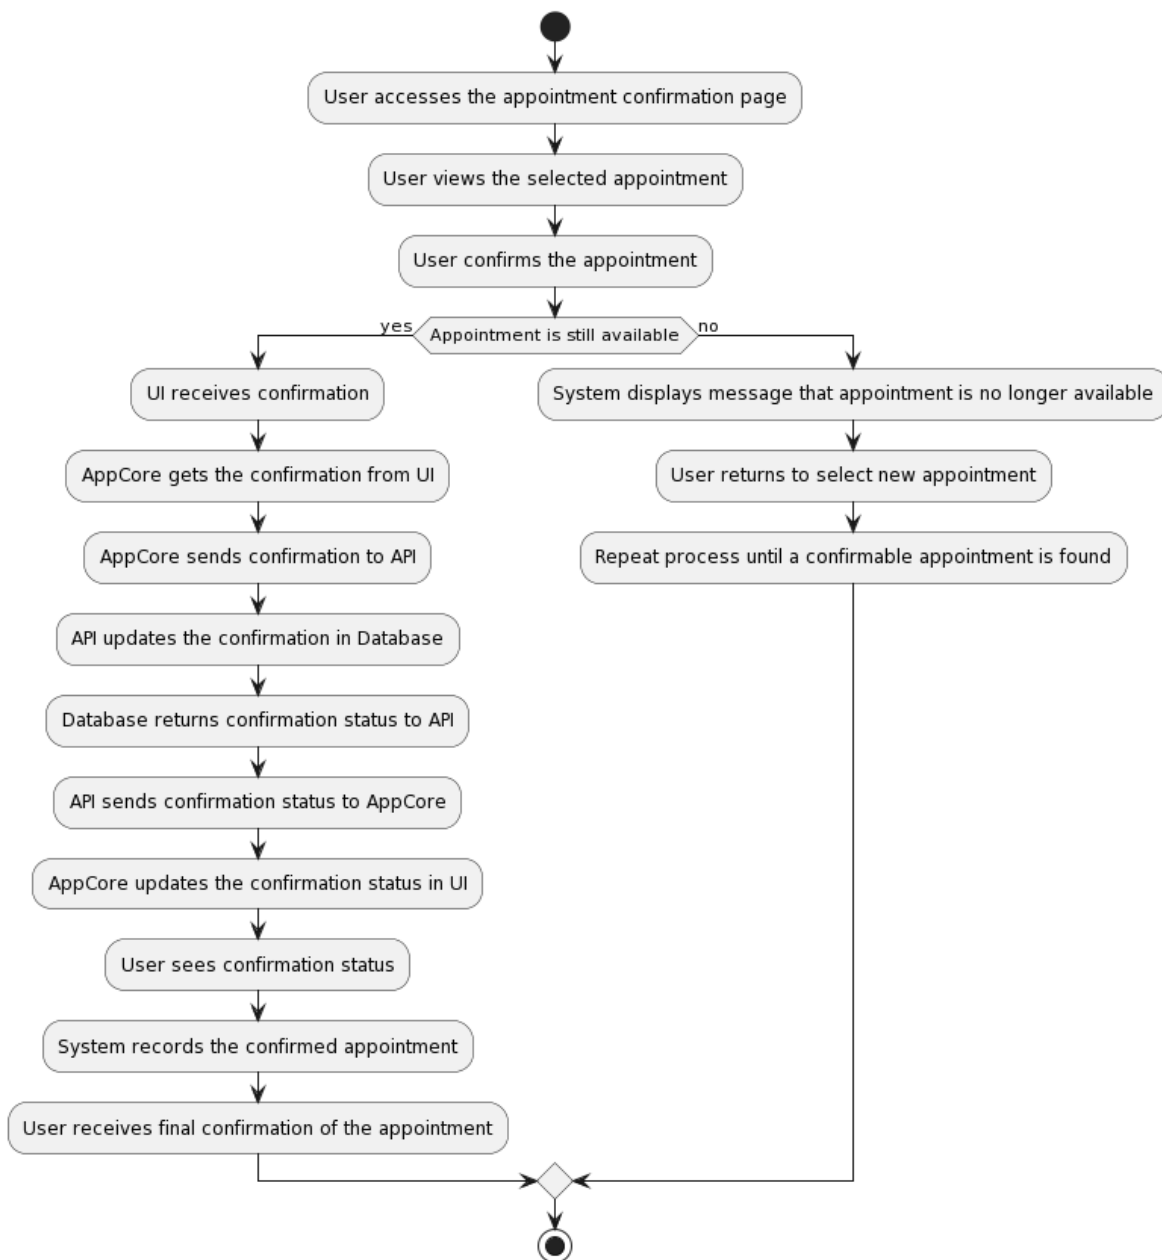 User accesses the appointment confirmation page
User views the selected appointment
User confirms the appointment
yes
Appointment is still available
no
UI receives confirmation
AppCore gets the confirmation from UI
AppCore sends confirmation to API
API updates the confirmation in Database
Database returns confirmation status to API
API sends confirmation status to AppCore
AppCore updates the confirmation status in UI
User sees confirmation status
System records the confirmed appointment
User receives final confirmation of the appointment
System displays message that appointment is no longer available
User returns to select new appointment
Repeat process until a confirmable appointment is found